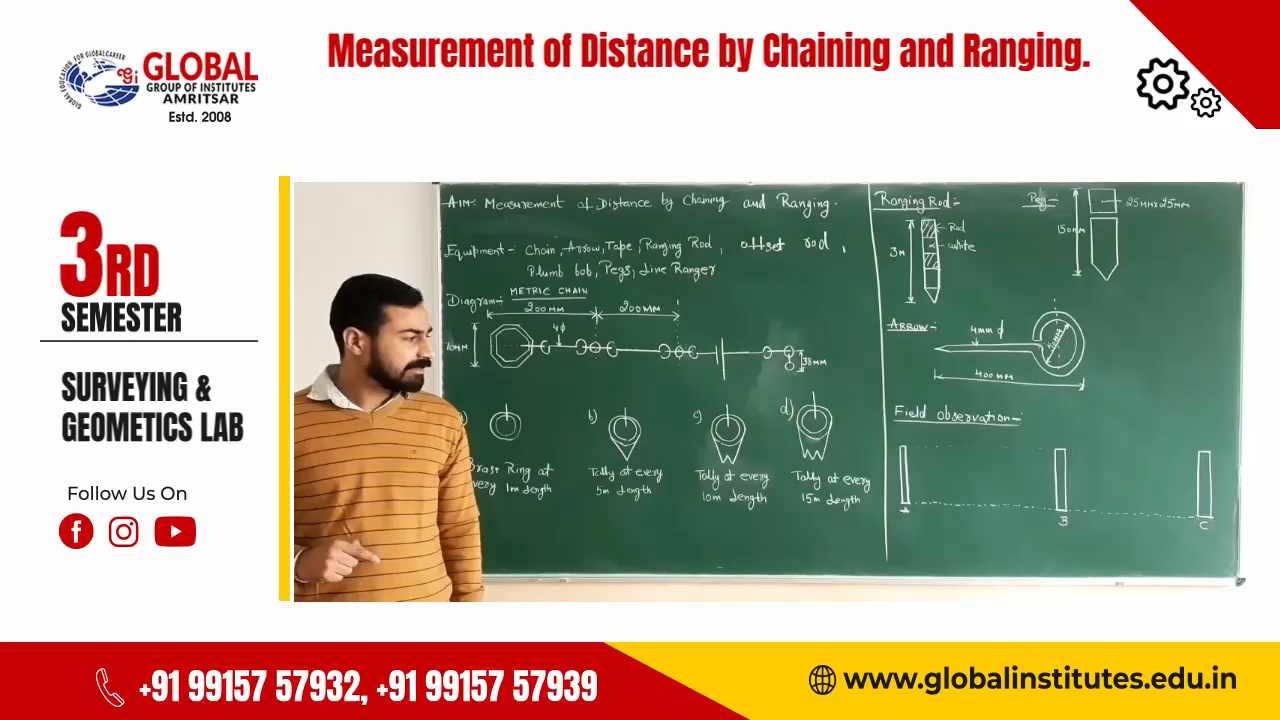 Measurement of Distance by Chaining and Ranging.
GLOBAL EDUCATION FOR GLOBAL CAREER
GLOBAL
GROUP OF INSTITUTES
AMRITSAR
Estd. 2008
3RD
SEMESTER
SURVEYING &
GEOMETICS LAB
Follow Us On
AIM:- Measurement of Distance by Chaining and Ranging.
Equipment:- Chain, Arrow, Tape, Ranging Rod, offset rod,
Plumb bob, Pegs, Line Ranger
Diagram:- METRIC CHAIN
200MM
200MM
4ϕ
38MM
Brass Ring at
every 1m Length
b)
Tally at every
5m Length
c)
Tally at every
10m Length
d)
Tally at every
15m Length
Ranging Rod:-
3m
Red
White
Peg:-
25MM×25MM
150MM
Arrow:-
4mm ϕ
400MM
Field observation:-
A
B
C
+91 99157 57932, +91 99157 57939
www.globalinstitutes.edu.in